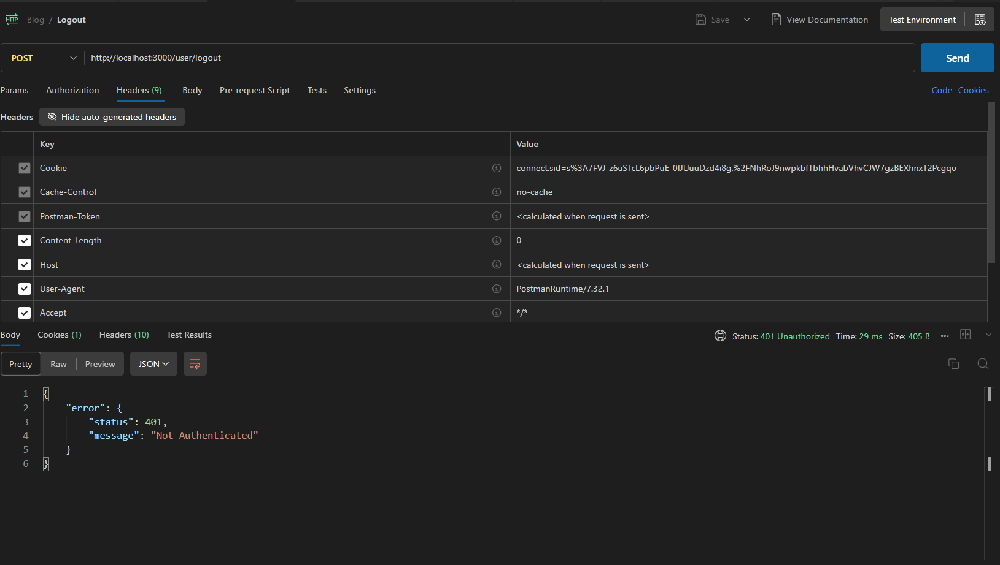 HTTP Blog / Logout Save View Documentation Test Environment
POST http://localhost:3000/user/logout Send
Params Authorization Headers (9) Body Pre-request Script Tests Settings Code Cookies
Headers Hide auto-generated headers
Key Value
Cookie connect.sid=s%3A7FVJ-z6uSTcL6pbPuE_0IJUuuDzd4i8g.%2FNhRoJ9nwpkbfTbhhHvabVhvCJW7gzBEXhnxT2Pcgqo
Cache-Control no-cache
Postman-Token <calculated when request is sent>
Content-Length 0
Host <calculated when request is sent>
User-Agent PostmanRuntime/7.32.1
Accept */*
Body Cookies (1) Headers (10) Test Results Status: 401 Unauthorized Time: 29 ms Size: 405 B
Pretty Raw Preview JSON
1 {
2 "error": {
3 "status": 401,
4 "message": "Not Authenticated"
5 }
6 }